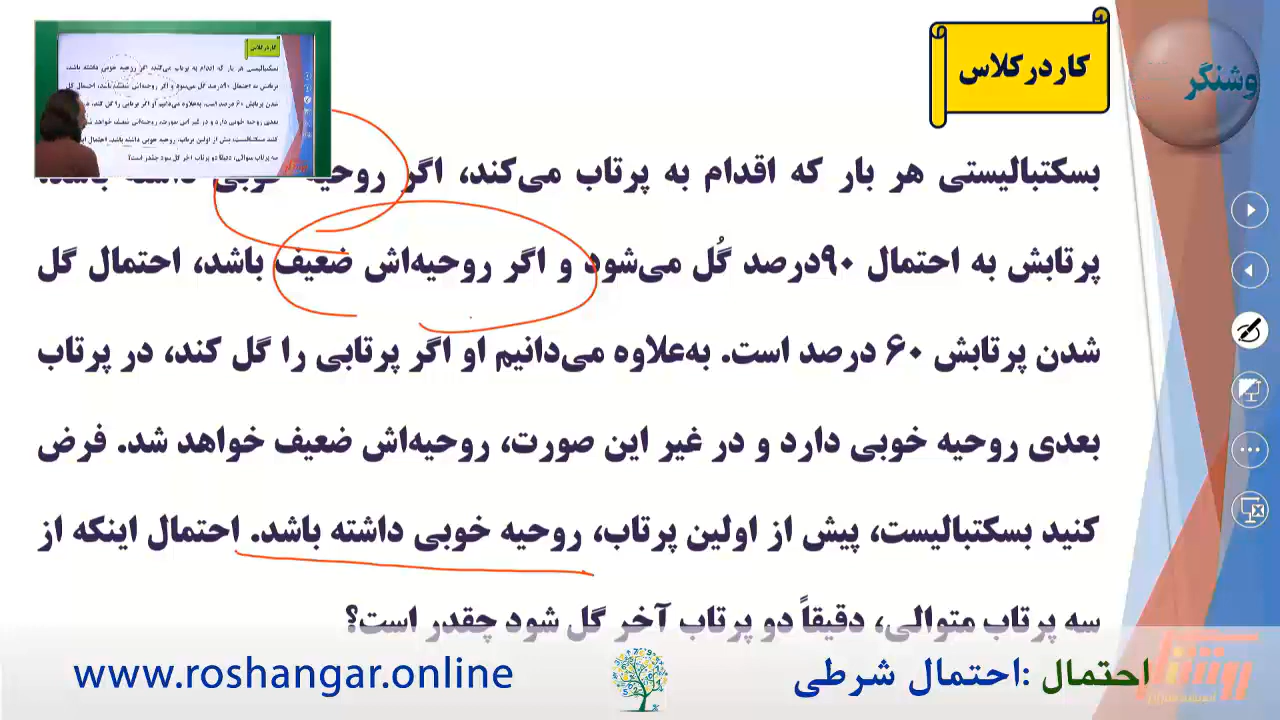 کار در کلاس
وشنگر
بسکتبالیستی هر بار که اقدام به پرتاب می‌کند، اگر روحیه خوبی داشته باشد،
پرتابش به احتمال ۹۰درصد گُل می‌شود و اگر روحیه‌اش ضعیف باشد، احتمال گل
شدن پرتابش ۶۰ درصد است. به‌علاوه می‌دانیم او اگر پرتابی را گل کند، در پرتاب
بعدی روحیه خوبی دارد و در غیر این صورت، روحیه‌اش ضعیف خواهد شد. فرض
کنید بسکتبالیست، پیش از اولین پرتاب، روحیه خوبی داشته باشد. احتمال اینکه از
سه پرتاب متوالی، دقیقاً دو پرتاب آخر گل شود چقدر است؟
احتمال :احتمال شرطی
www.roshangar.online